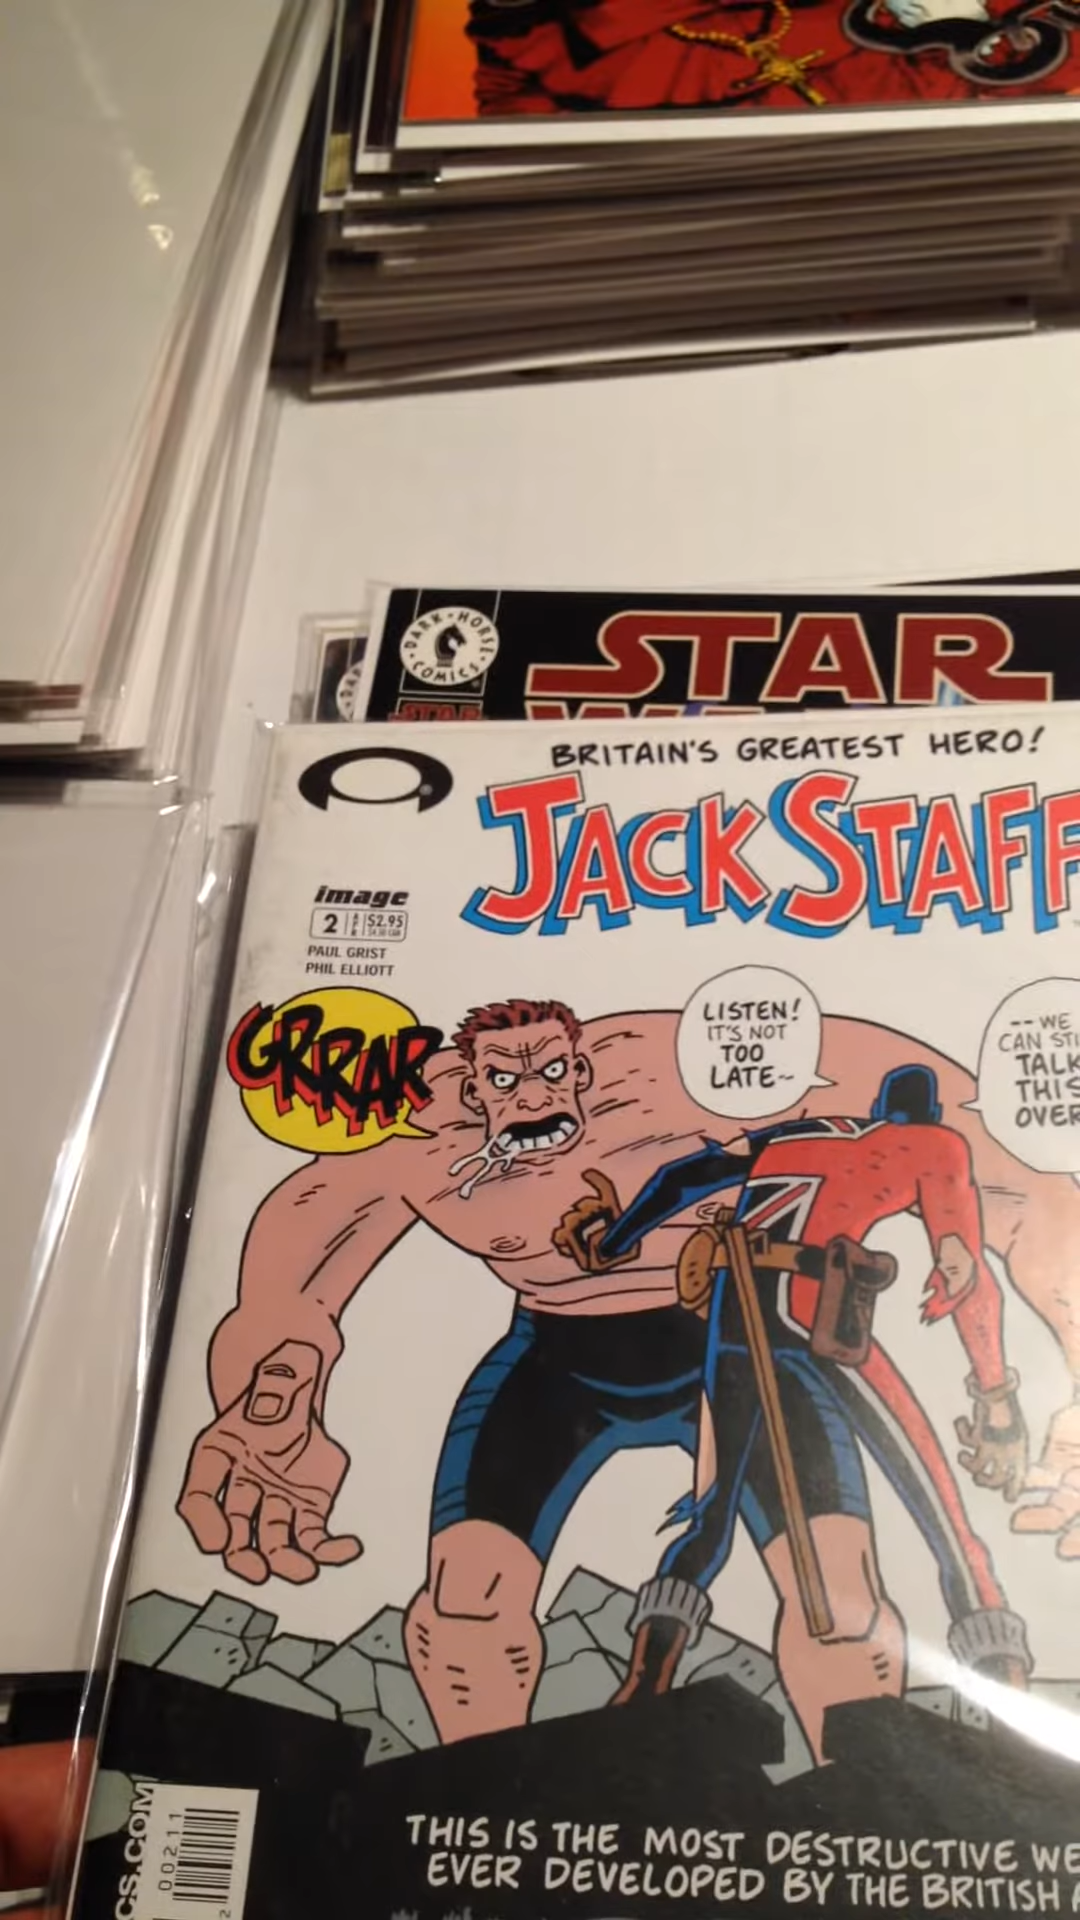 DARK HORSE COMICS
STAR
BRITAIN'S GREATEST HERO!
JACK STAFF
image
2 APR $2.95
PAUL GRIST
PHIL ELLIOTT
GRRAR
LISTEN!
IT'S NOT
TOO
LATE~
--WE
CAN
TALK
THIS
OVER
THIS IS THE MOST DESTRUCTIVE
EVER DEVELOPED BY THE BRITISH
00211
CS.COM